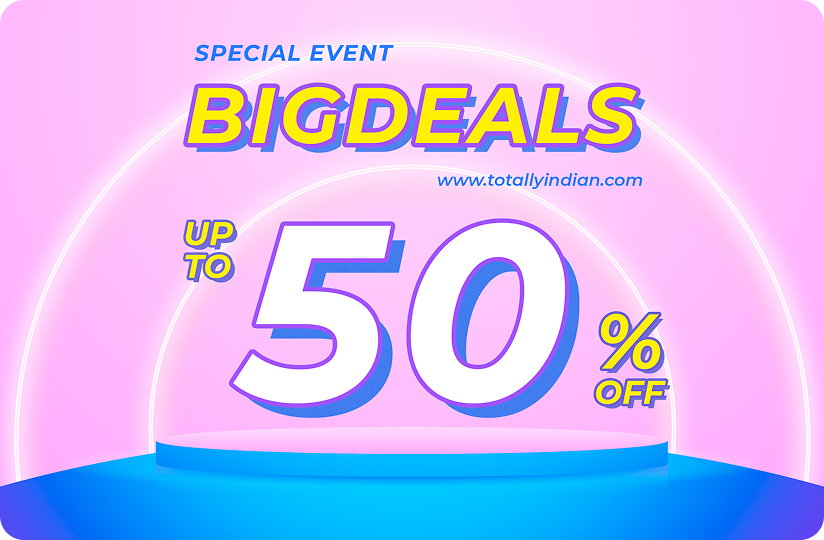 SPECIAL EVENT
BIGDEALS
www.totallyindian.com
UP
TO
50
%
OFF